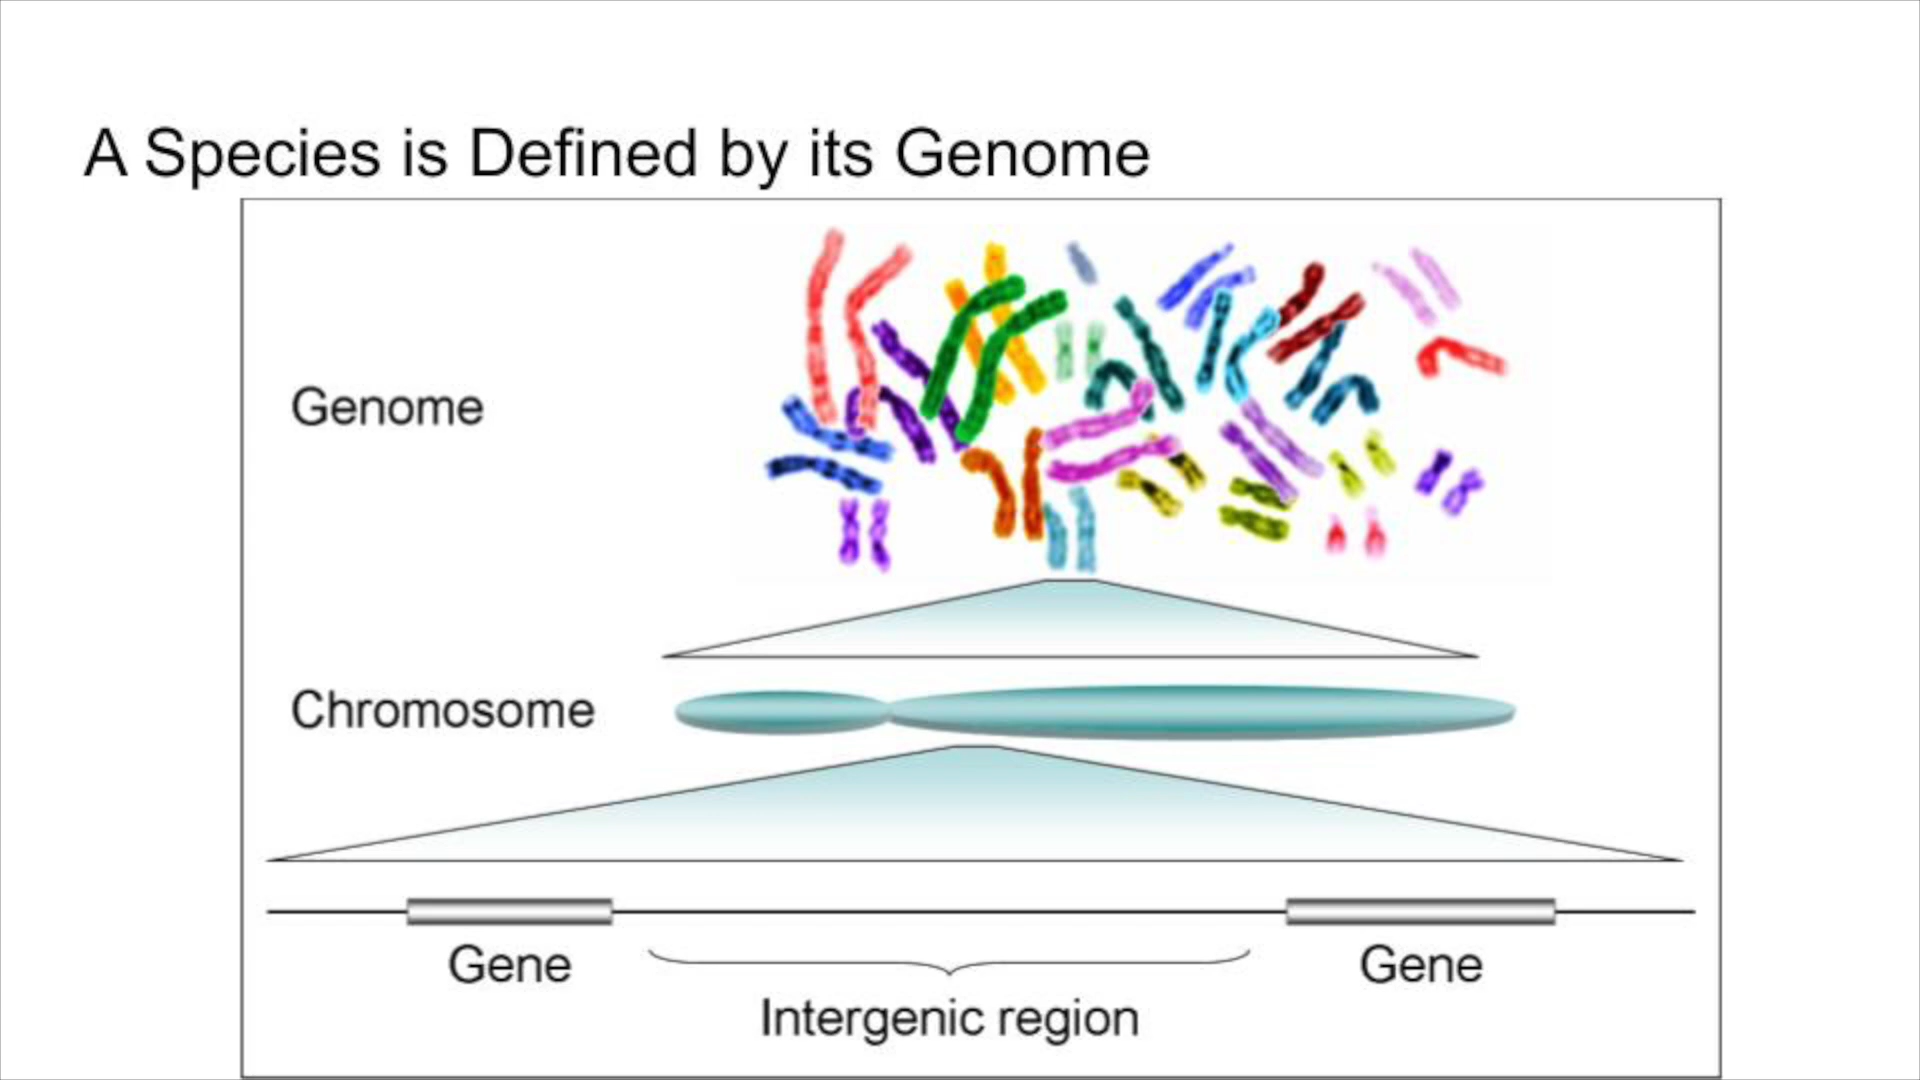 A Species is Defined by its Genome
Genome
Chromosome
Gene
Gene
Intergenic region